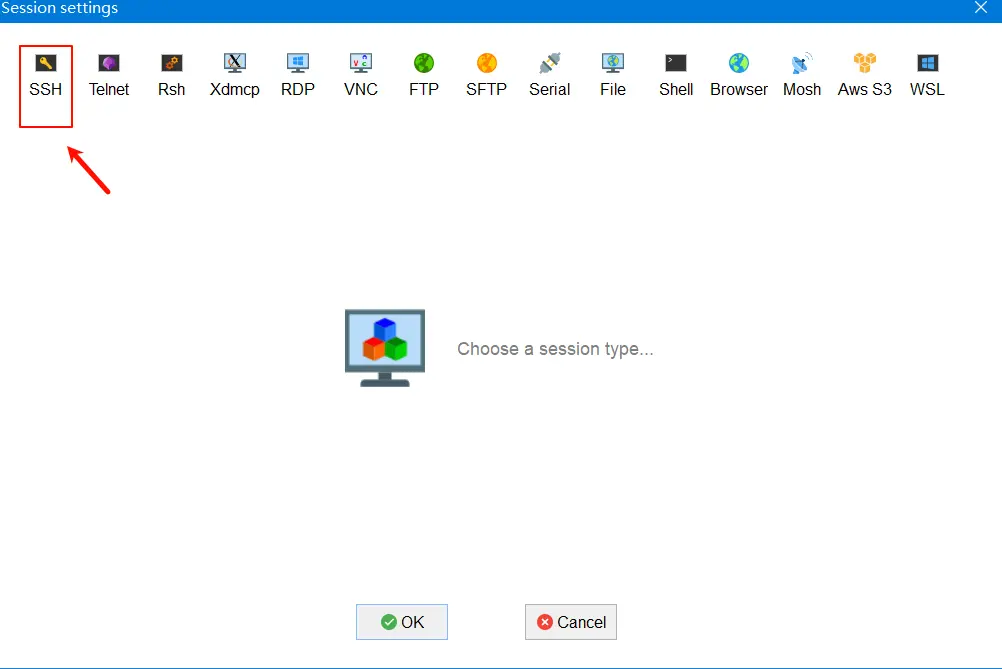 Session settings
SSH Telnet Rsh Xdmcp RDP VNC FTP SFTP Serial File Shell Browser Mosh Aws S3 WSL
Choose a session type...
OK Cancel